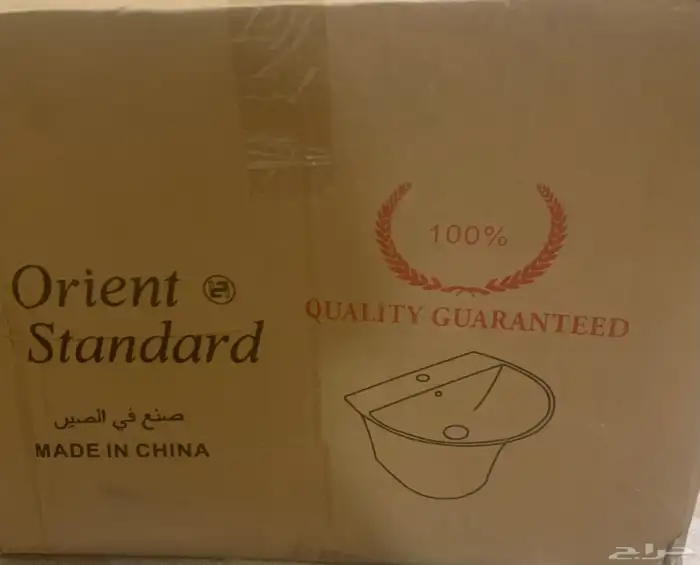 100%
QUALITY GUARANTEED
Orient
Standard
صنع في الصين
MADE IN CHINA
حراج